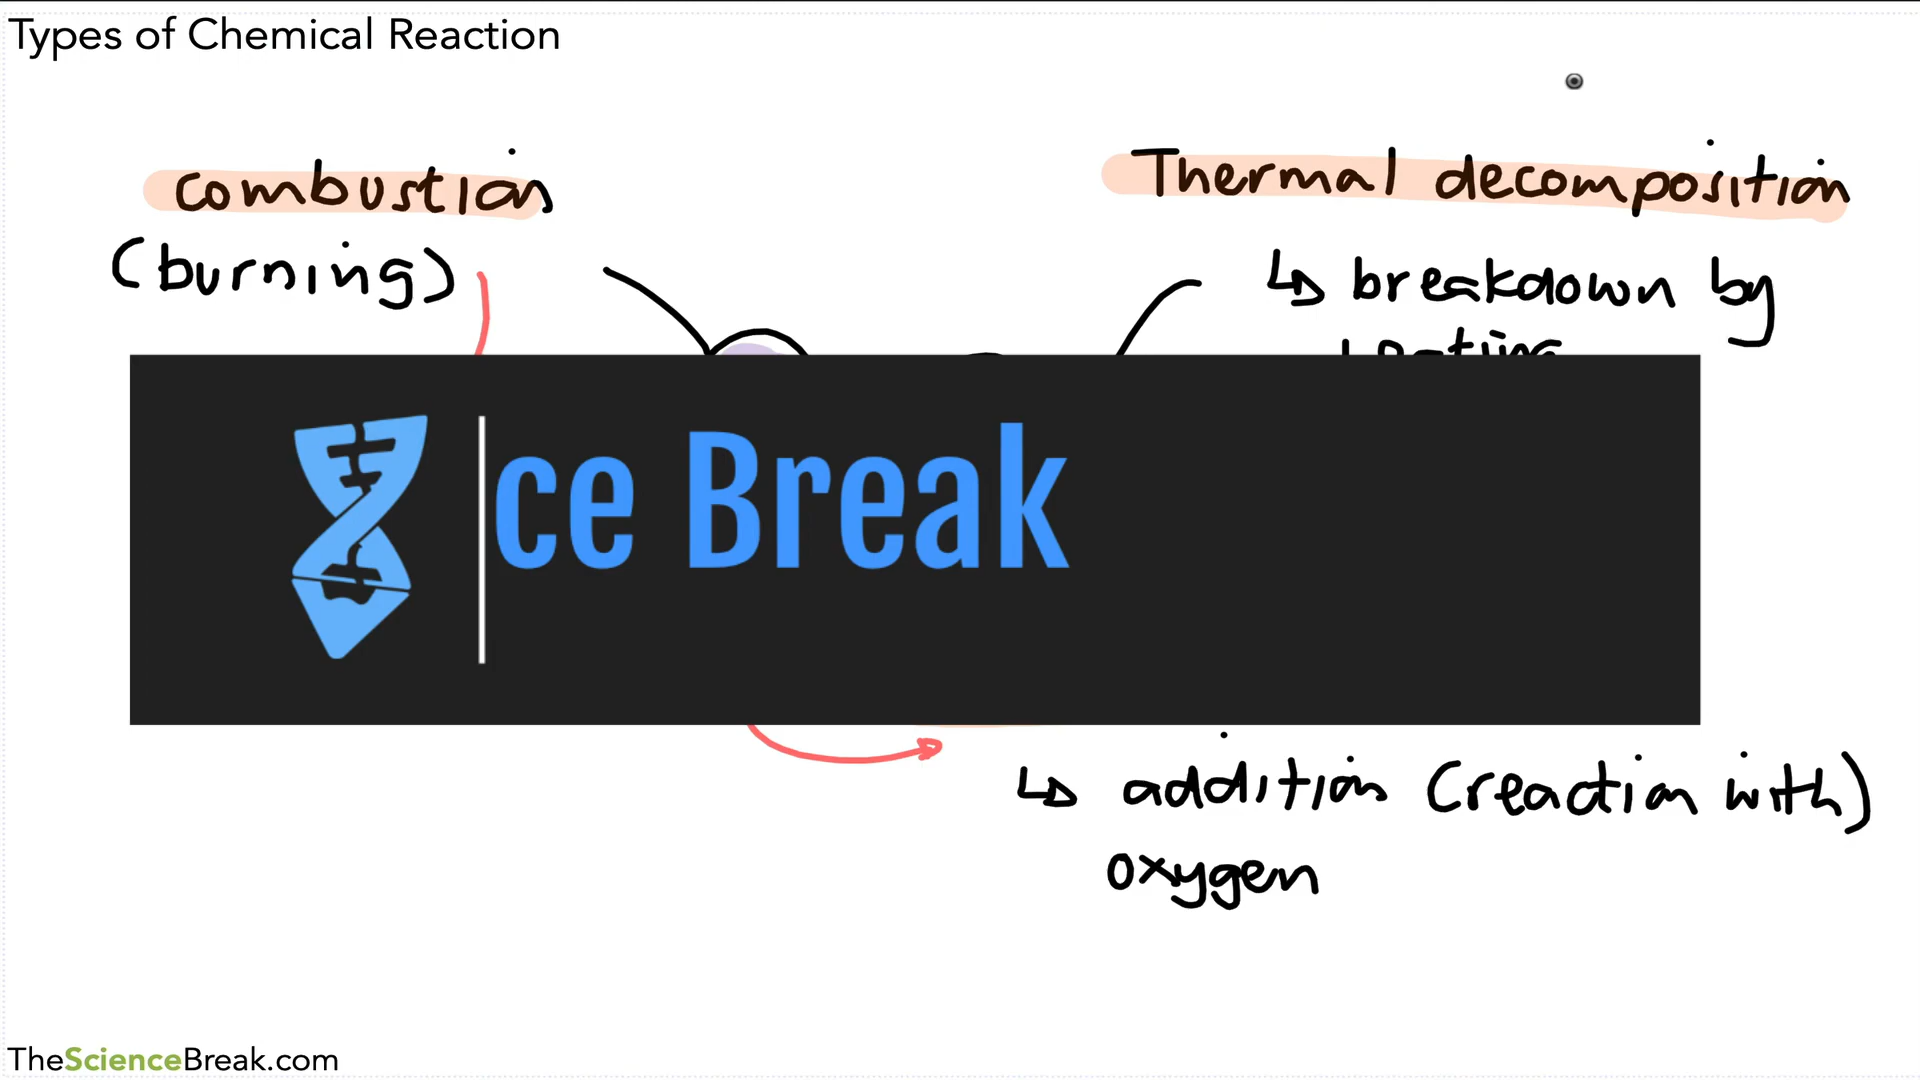 Types of Chemical Reaction
combustion
(burning)
Thermal decomposition
↳ breakdown by
ce Break
↳ addition (reaction with)
oxygen
TheScienceBreak.com